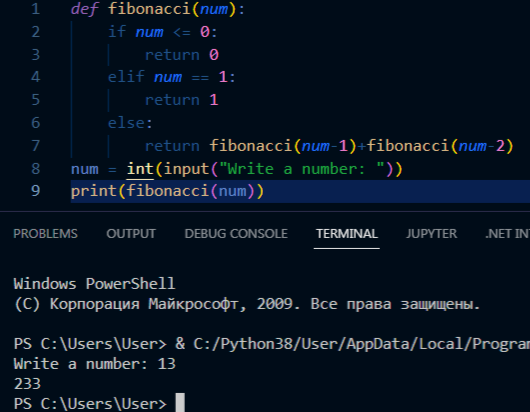 1 def fibonacci(num):
2 if num <= 0:
3 return 0
4 elif num == 1:
5 return 1
6 else:
7 return fibonacci(num-1)+fibonacci(num-2)
8 num = int(input("Write a number: "))
9 print(fibonacci(num))
PROBLEMS OUTPUT DEBUG CONSOLE TERMINAL JUPYTER .NET IN
Windows PowerShell
(C) Корпорация Майкрософт, 2009. Все права защищены.
PS C:\Users\User> & C:/Python38/User/AppData/Local/Program
Write a number: 13
233
PS C:\Users\User>